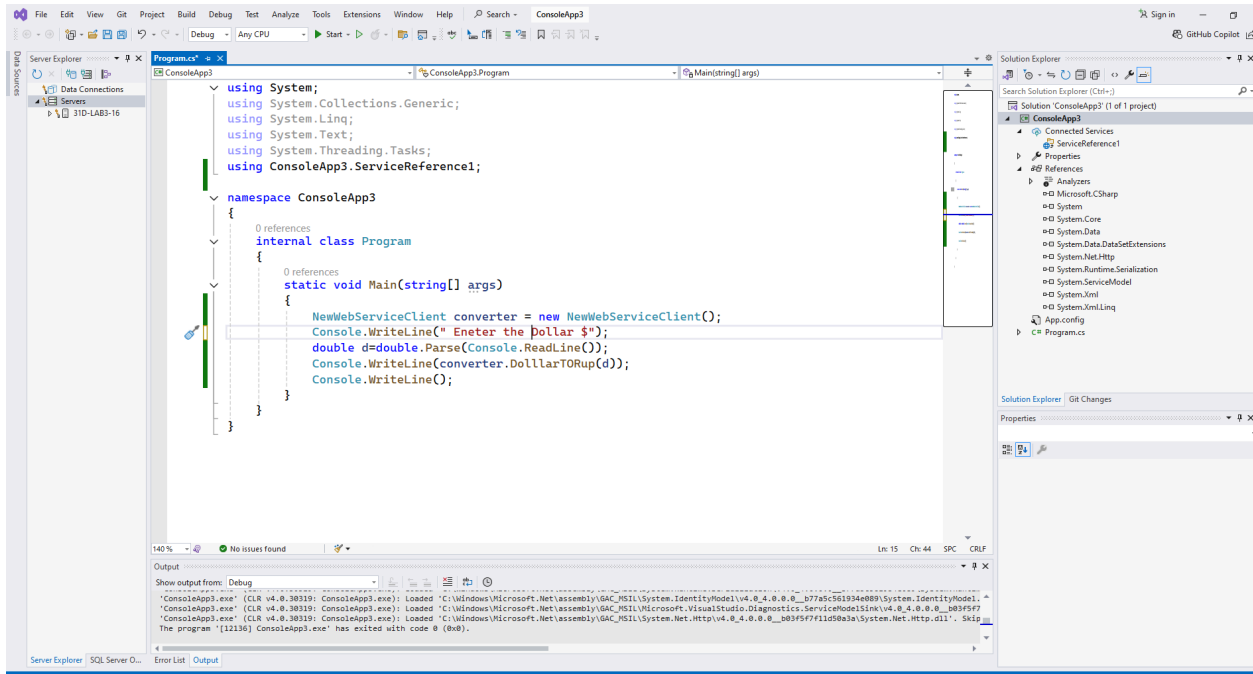 File Edit View Git Project Build Debug Test Analyze Tools Extensions Window Help Search ConsoleApp3 Sign in
Debug Any CPU Start GitHub Copilot
Data Sources
Server Explorer
Data Connections
Servers
31D-LAB3-16
Program.cs*
ConsoleApp3 ConsoleApp3.Program Main(string[] args)
using System;
using System.Collections.Generic;
using System.Linq;
using System.Text;
using System.Threading.Tasks;
using ConsoleApp3.ServiceReference1;
namespace ConsoleApp3
{
0 references
internal class Program
{
0 references
static void Main(string[] args)
{
NewWebServiceClient converter = new NewWebServiceClient();
Console.WriteLine(" Eneter the Dollar $");
double d=double.Parse(Console.ReadLine());
Console.WriteLine(converter.DolllarTORup(d));
Console.WriteLine();
}
}
}
140 % No issues found Ln: 15 Ch: 44 SPC CRLF
Output
Show output from: Debug
'ConsoleApp3.exe' (CLR v4.0.30319: ConsoleApp3.exe): Loaded 'C:\Windows\Microsoft.Net\assembly\GAC_MSIL\System.IdentityModel\v4.0_4.0.0.0__b77a5c561934e089\System.IdentityModel.
'ConsoleApp3.exe' (CLR v4.0.30319: ConsoleApp3.exe): Loaded 'C:\Windows\Microsoft.Net\assembly\GAC_MSIL\Microsoft.VisualStudio.Diagnostics.ServiceModelSink\v4.0_4.0.0.0__b03f5f7
'ConsoleApp3.exe' (CLR v4.0.30319: ConsoleApp3.exe): Loaded 'C:\Windows\Microsoft.Net\assembly\GAC_MSIL\System.Net.Http\v4.0_4.0.0.0__b03f5f7f11d50a3a\System.Net.Http.dll'. Skip
The program '[12136] ConsoleApp3.exe' has exited with code 0 (0x0).
Server Explorer SQL Server O... Error List Output
Solution Explorer
Search Solution Explorer (Ctrl+;)
Solution 'ConsoleApp3' (1 of 1 project)
ConsoleApp3
Connected Services
ServiceReference1
Properties
References
Analyzers
Microsoft.CSharp
System
System.Core
System.Data
System.Data.DataSetExtensions
System.Net.Http
System.Runtime.Serialization
System.ServiceModel
System.Xml
System.Xml.Linq
App.config
C# Program.cs
Solution Explorer Git Changes
Properties